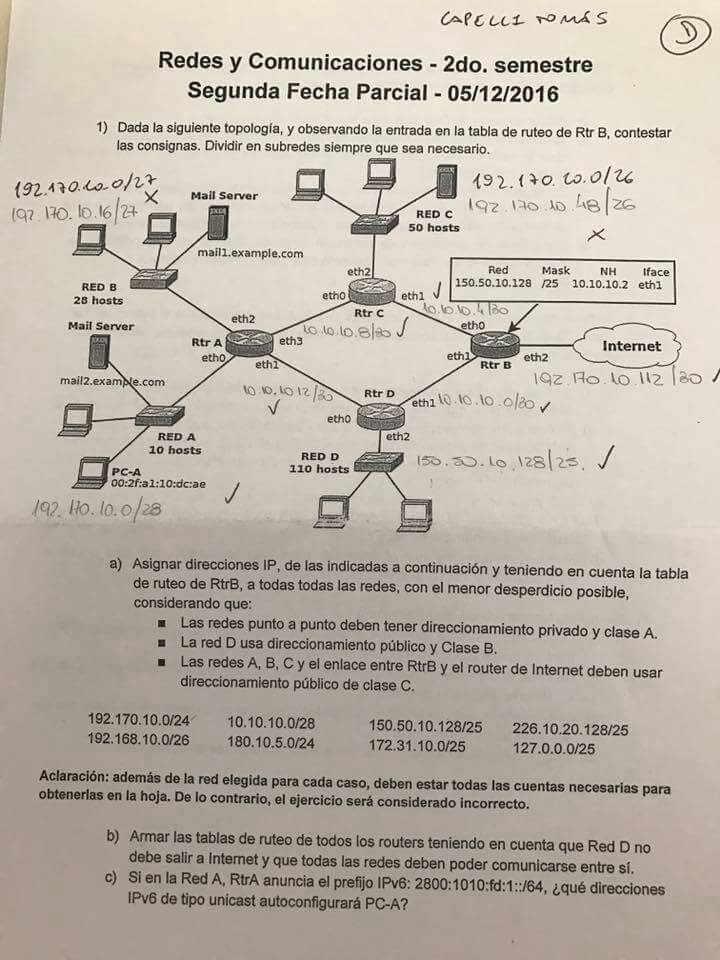 CAPELLI TOMÁS
D
Redes y Comunicaciones - 2do. semestre
Segunda Fecha Parcial - 05/12/2016
1) Dada la siguiente topología, y observando la entrada en la tabla de ruteo de Rtr B, contestar
las consignas. Dividir en subredes siempre que sea necesario.
192.170.10.0/27
X
192.170.10.16/27
Mail Server
mail1.example.com
RED B
28 hosts
192.170.10.0/26
192.170.10.48/26
X
RED C
50 hosts
Red Mask NH Iface
150.50.10.128 /25 10.10.10.2 eth1
eth2
eth0
eth1
Rtr C
10.10.10.4/30
10.10.10.8/30
eth2
Rtr A
eth0
eth3
eth1
eth0
eth1
Rtr B
eth2
Internet
192.170.10.112/30
Mail Server
mail2.example.com
10.10.10.12/30
Rtr D
eth0
eth1
10.10.10.0/30
eth2
RED A
10 hosts
PC-A
00:2f:a1:10:dc:ae
192.170.10.0/28
RED D
110 hosts
150.50.10.128/25.
a) Asignar direcciones IP, de las indicadas a continuación y teniendo en cuenta la tabla
de ruteo de RtrB, a todas todas las redes, con el menor desperdicio posible,
considerando que:
■ Las redes punto a punto deben tener direccionamiento privado y clase A.
■ La red D usa direccionamiento público y Clase B.
■ Las redes A, B, C y el enlace entre RtrB y el router de Internet deben usar
direccionamiento público de clase C.
192.170.10.0/24 10.10.10.0/28 150.50.10.128/25 226.10.20.128/25
192.168.10.0/26 180.10.5.0/24 172.31.10.0/25 127.0.0.0/25
Aclaración: además de la red elegida para cada caso, deben estar todas las cuentas necesarias para
obtenerlas en la hoja. De lo contrario, el ejercicio será considerado incorrecto.
b) Armar las tablas de ruteo de todos los routers teniendo en cuenta que Red D no
debe salir a Internet y que todas las redes deben poder comunicarse entre sí.
c) Si en la Red A, RtrA anuncia el prefijo IPv6: 2800:1010:fd:1::/64, ¿qué direcciones
IPv6 de tipo unicast autoconfigurará PC-A?